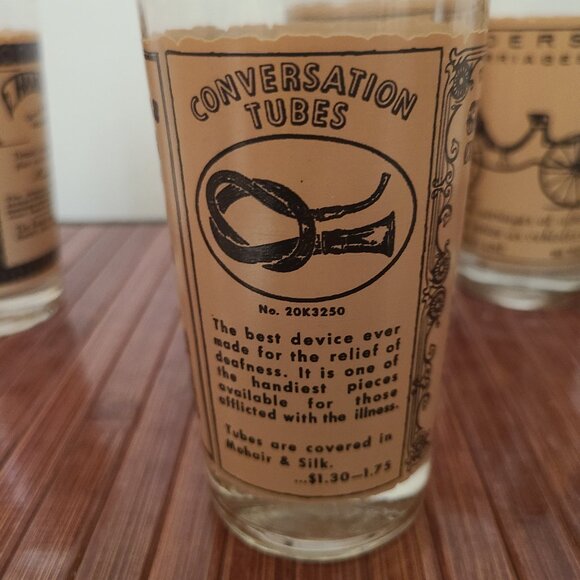 CONVERSATION
TUBES
No. 20K3250
The best device ever
made for the relief of
deafness. It is one of
the handiest pieces
available for those
afflicted with the illness.
Tubes are covered in
Mohair & Silk.
...$1.30—1.75
DERS